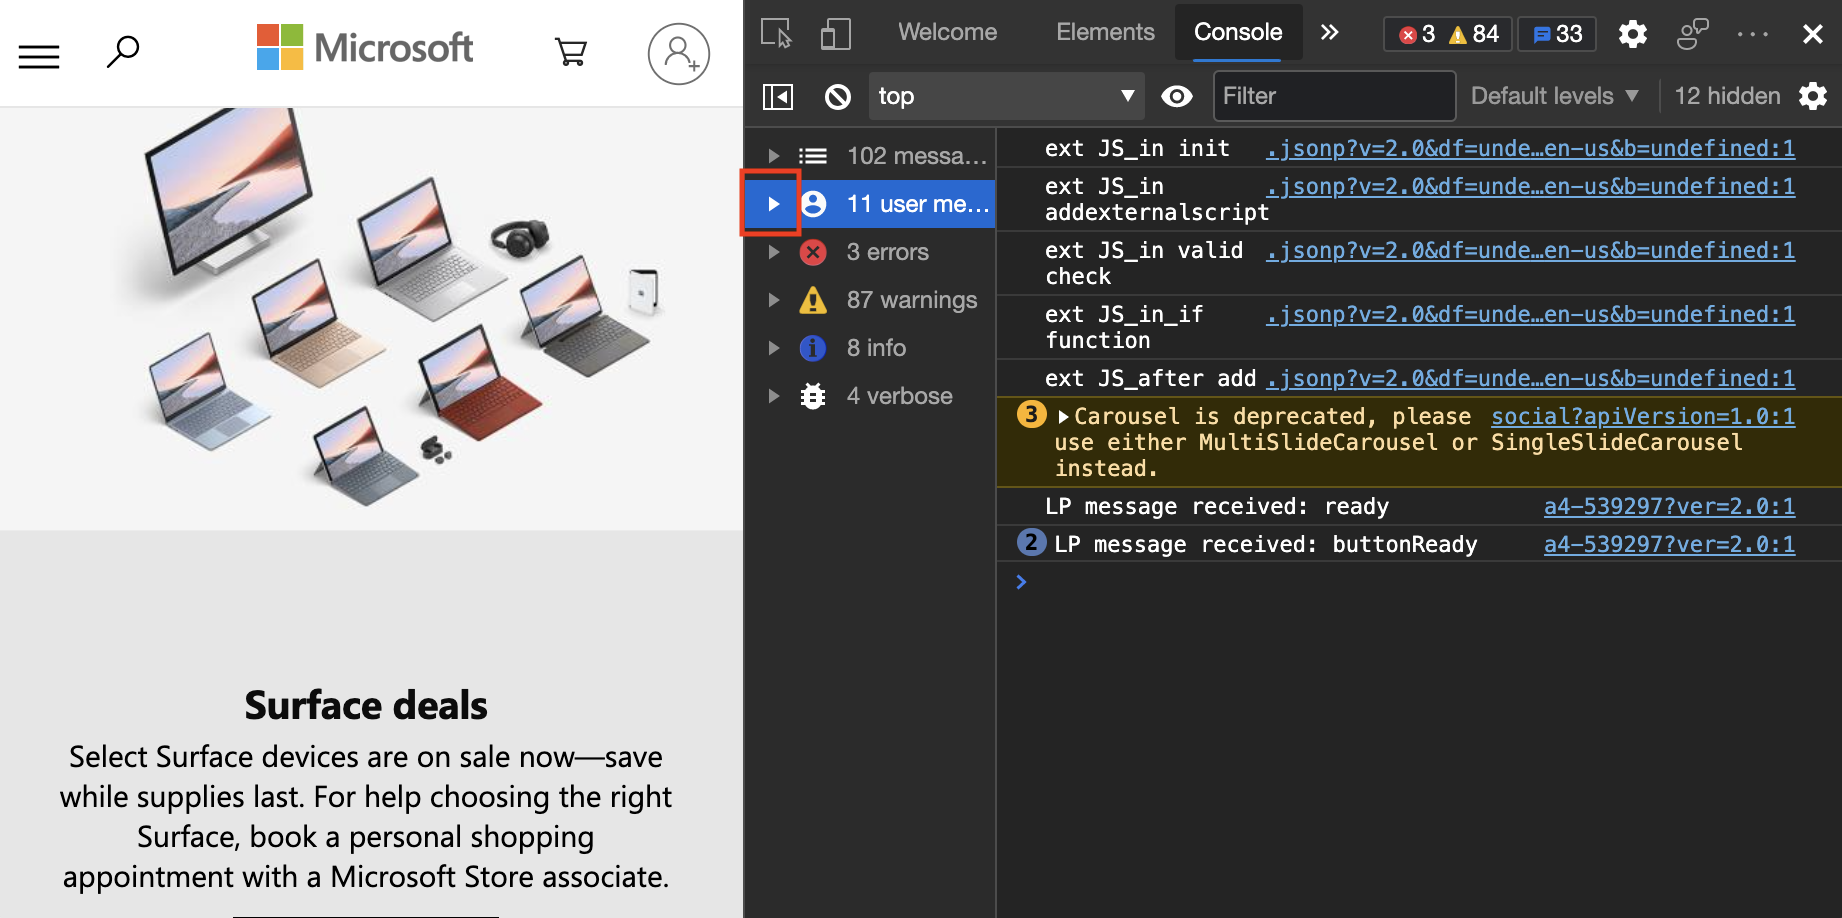 Microsoft
Surface deals
Select Surface devices are on sale now—save
while supplies last. For help choosing the right
Surface, book a personal shopping
appointment with a Microsoft Store associate.
Welcome Elements Console 3 84 33
top Filter Default levels 12 hidden
102 messa…
11 user me…
3 errors
87 warnings
8 info
4 verbose
ext JS_in init .jsonp?v=2.0&df=unde…en-us&b=undefined:1
ext JS_in .jsonp?v=2.0&df=unde…en-us&b=undefined:1
addexternalscript
ext JS_in valid .jsonp?v=2.0&df=unde…en-us&b=undefined:1
check
ext JS_in_if .jsonp?v=2.0&df=unde…en-us&b=undefined:1
function
ext JS_after add .jsonp?v=2.0&df=unde…en-us&b=undefined:1
3 Carousel is deprecated, please social?apiVersion=1.0:1
use either MultiSlideCarousel or SingleSlideCarousel
instead.
LP message received: ready a4-539297?ver=2.0:1
2 LP message received: buttonReady a4-539297?ver=2.0:1